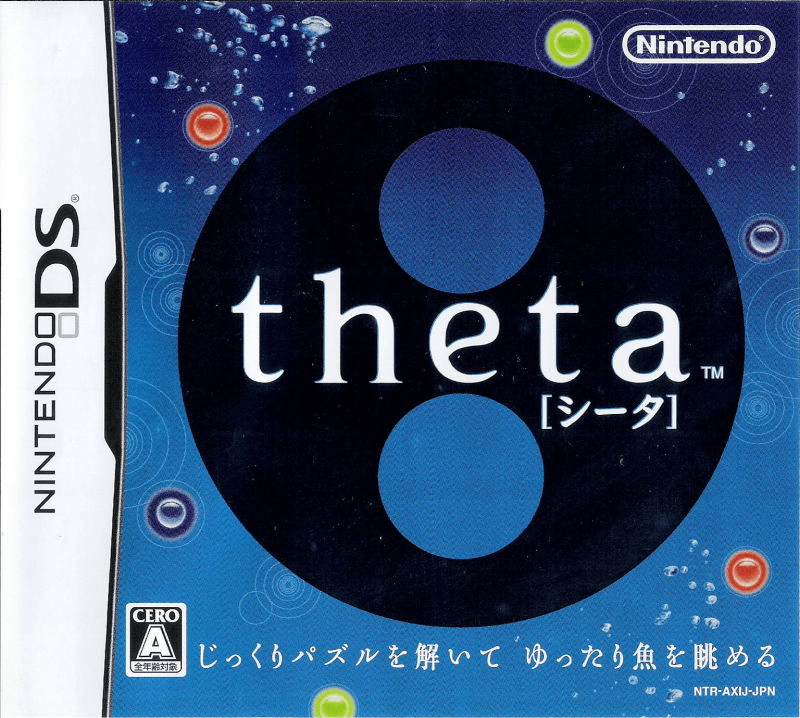 Nintendo®
NINTENDO DS®
theta™
[シータ]
CERO
A
全年齢対象
じっくりパズルを解いて ゆったり魚を眺める
NTR-AXIJ-JPN